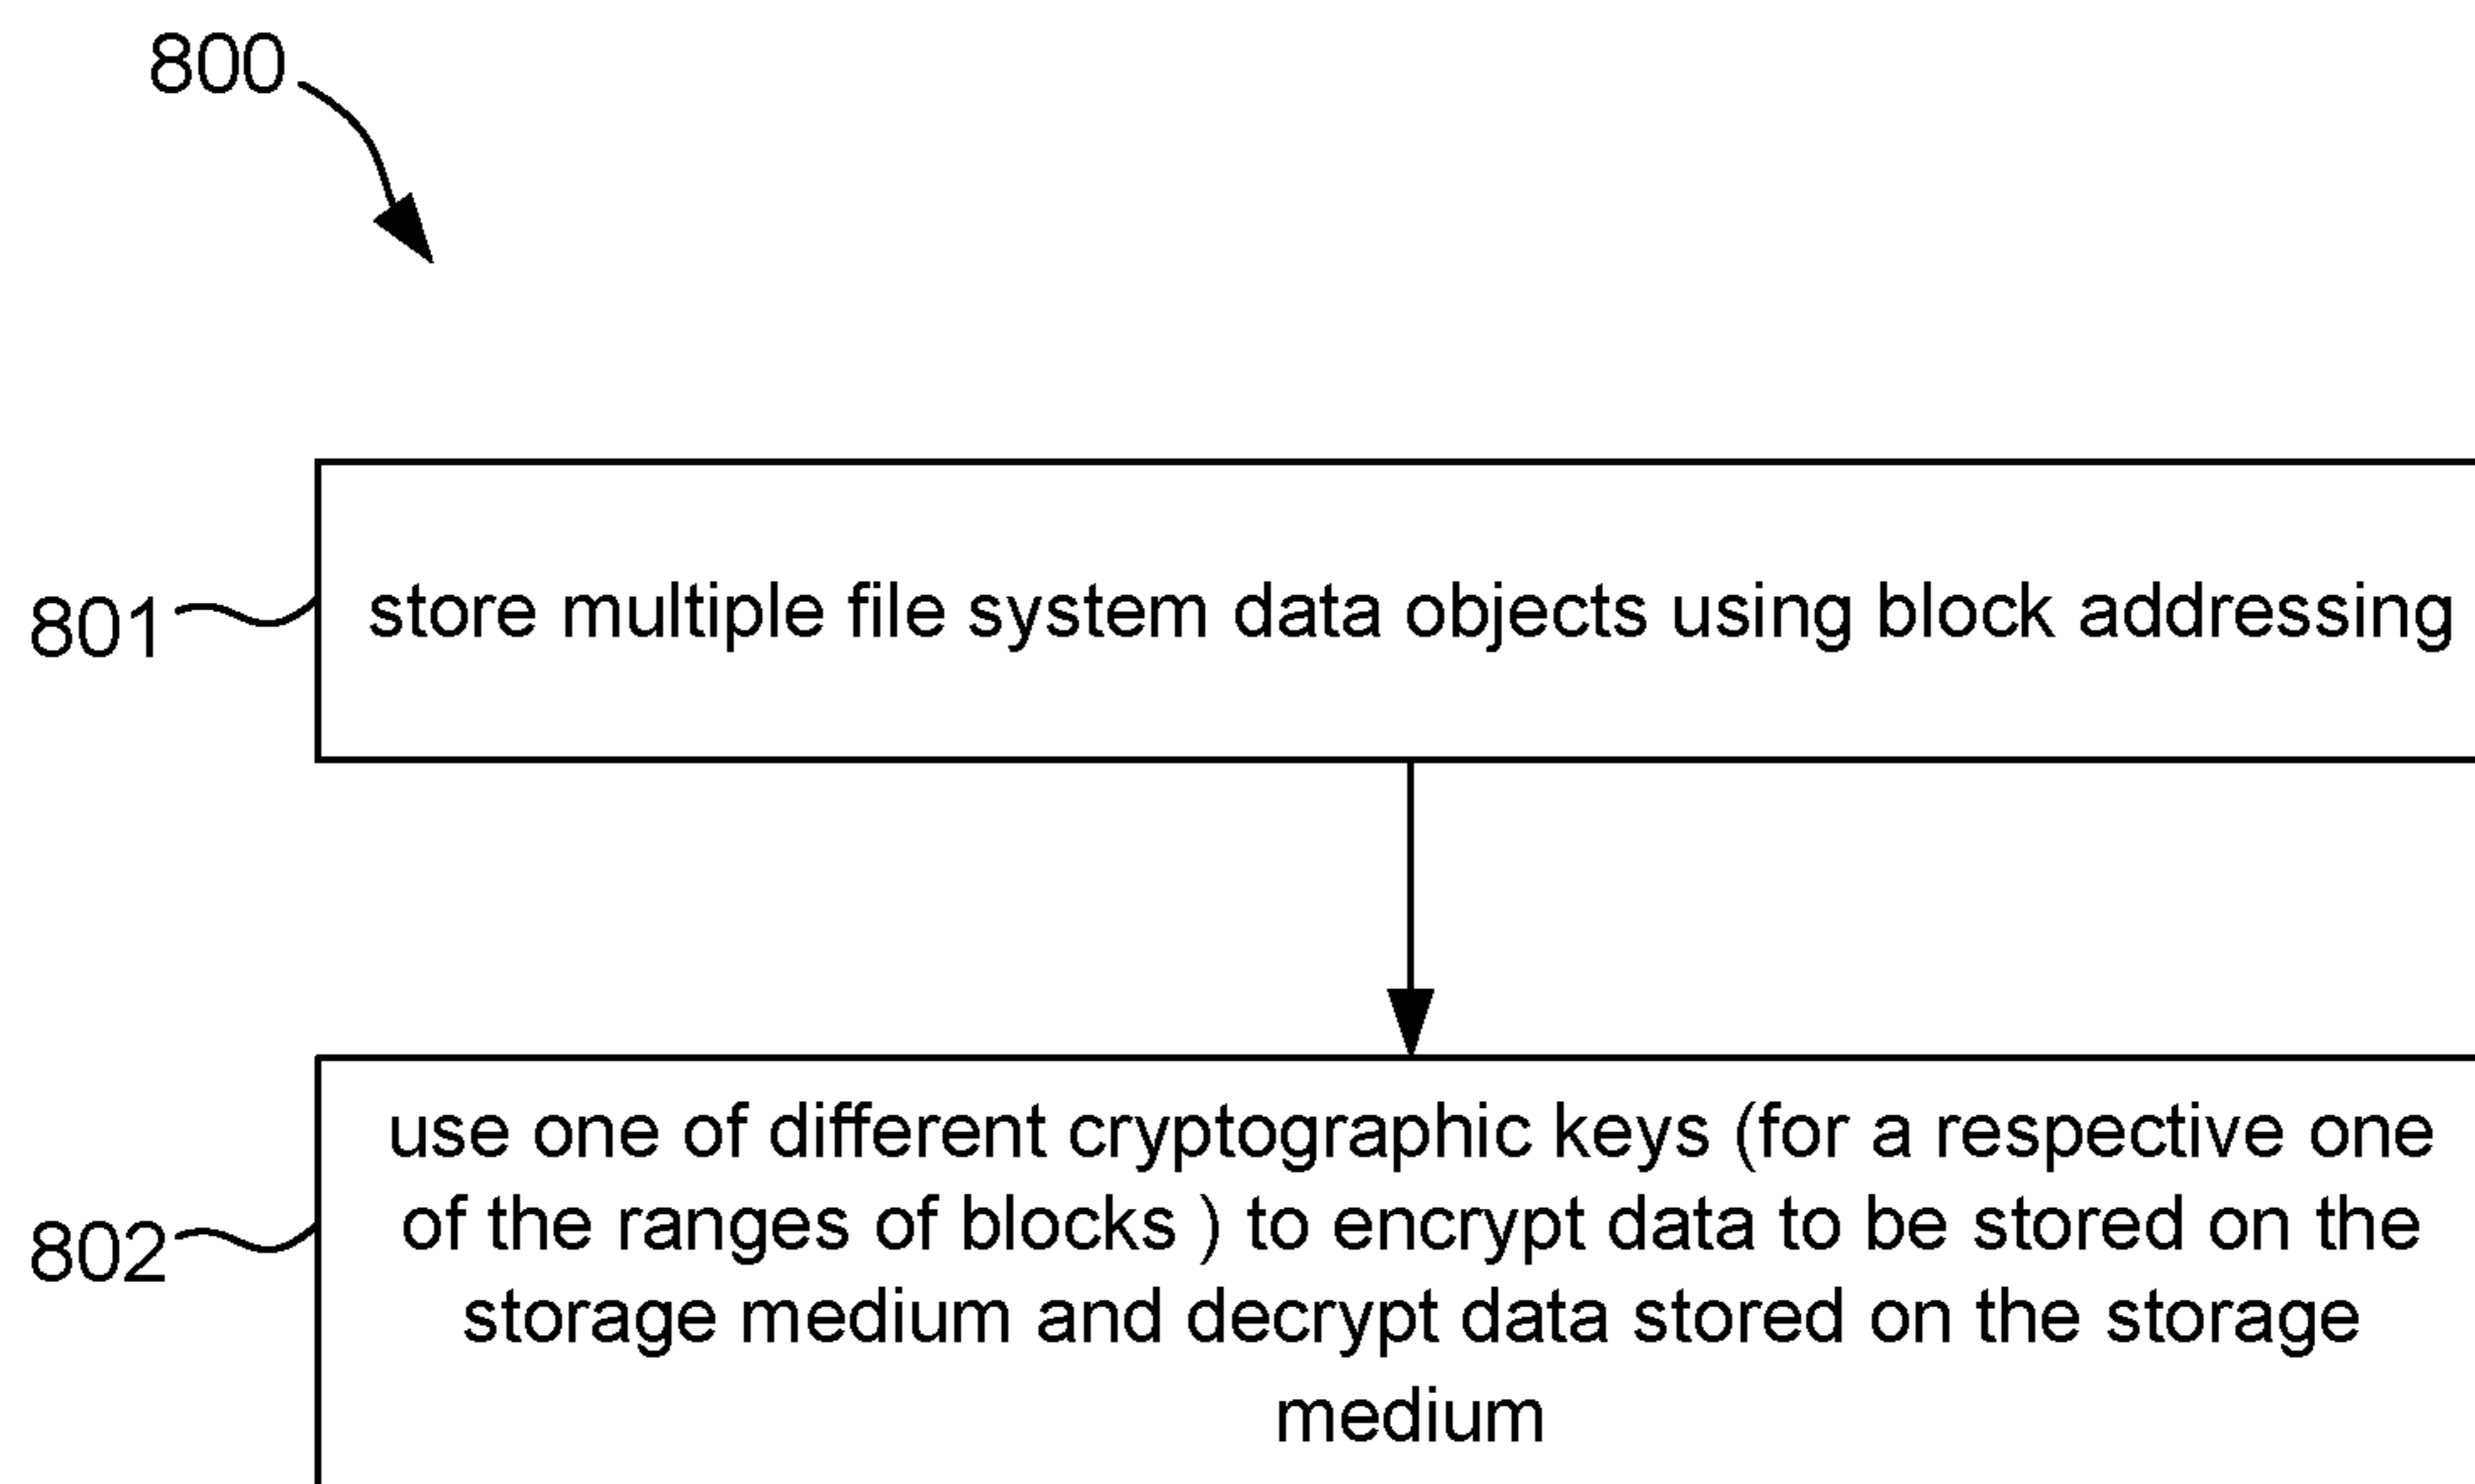 800
801
store multiple file system data objects using block addressing
use one of different cryptographic keys (for a respective one
of the ranges of blocks ) to encrypt data to be stored on the
802
storage medium and decrypt data stored on the storage
medium